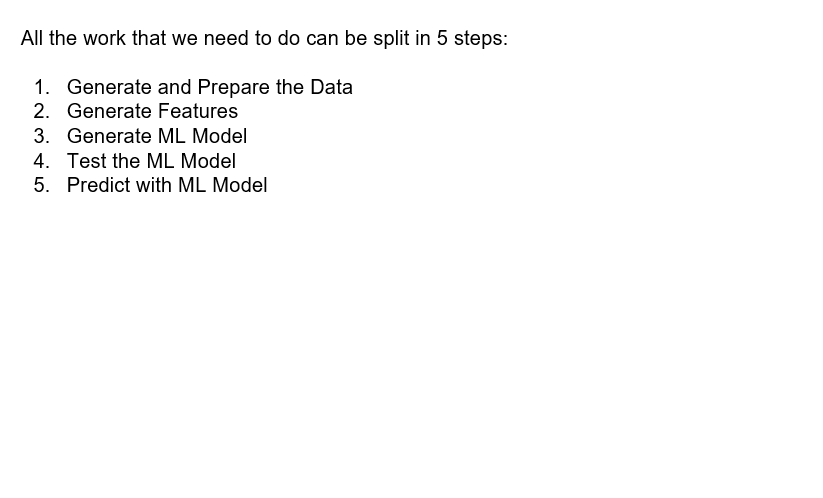 All the work that we need to do can be split in 5 steps:
1. Generate and Prepare the Data
2. Generate Features
3. Generate ML Model
4. Test the ML Model
5. Predict with ML Model